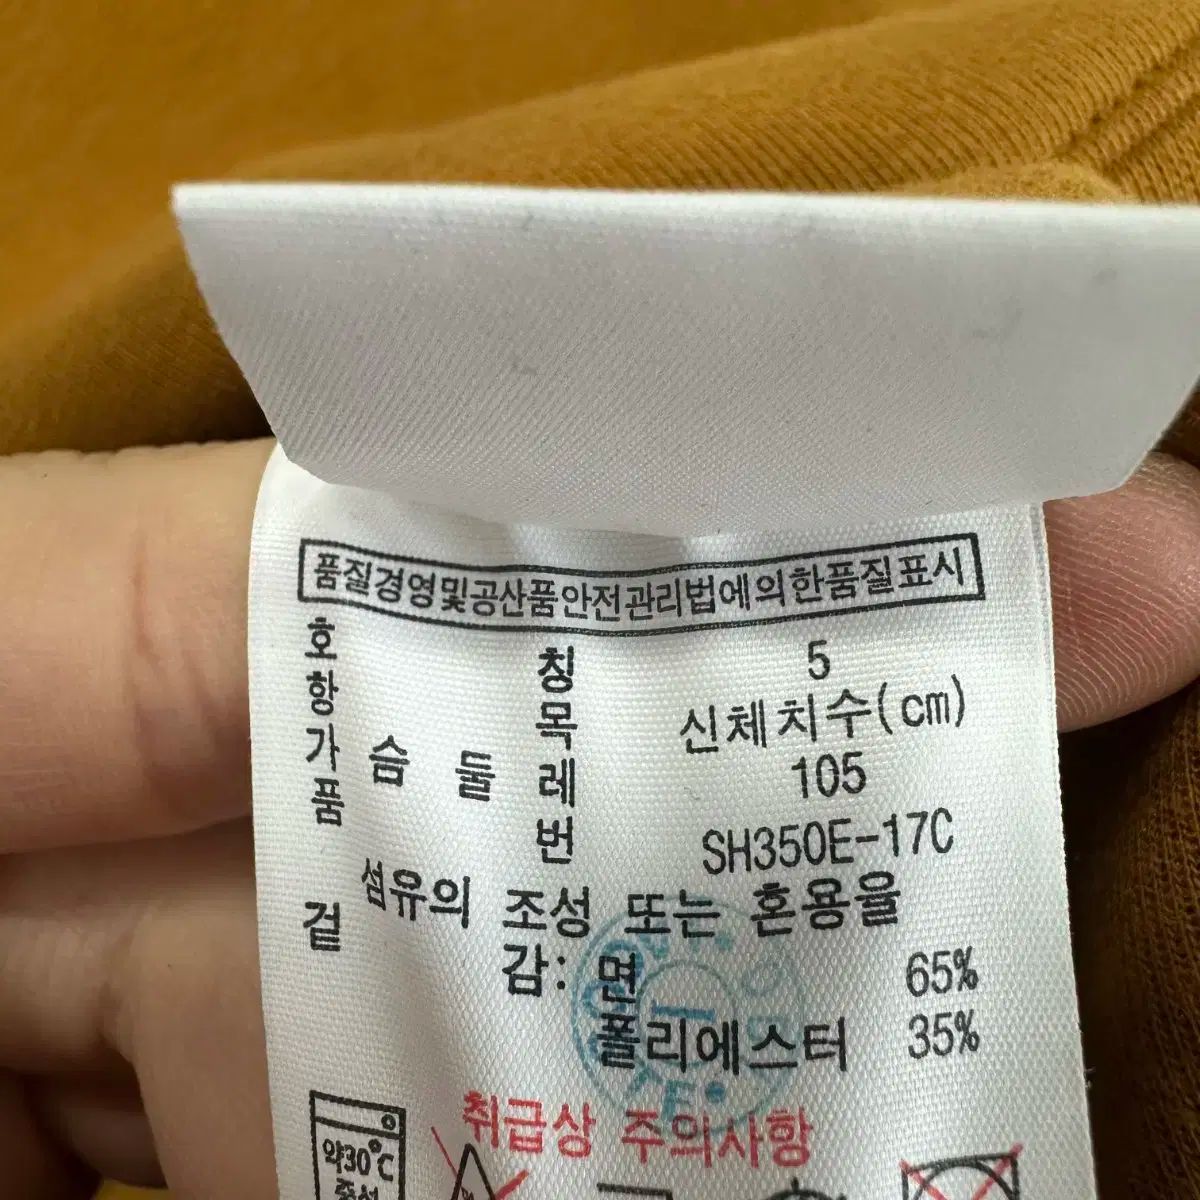 품질경영및공산품안전관리법에의한품질표시
호 칭 5
항 목 신체치수(cm)
가 슴 둘 레 105
품 번 SH350E-17C
섬유의 조성 또는 혼용율
겉 감: 면 65%
폴리에스터 35%
취급상 주의사항
약30℃
중성